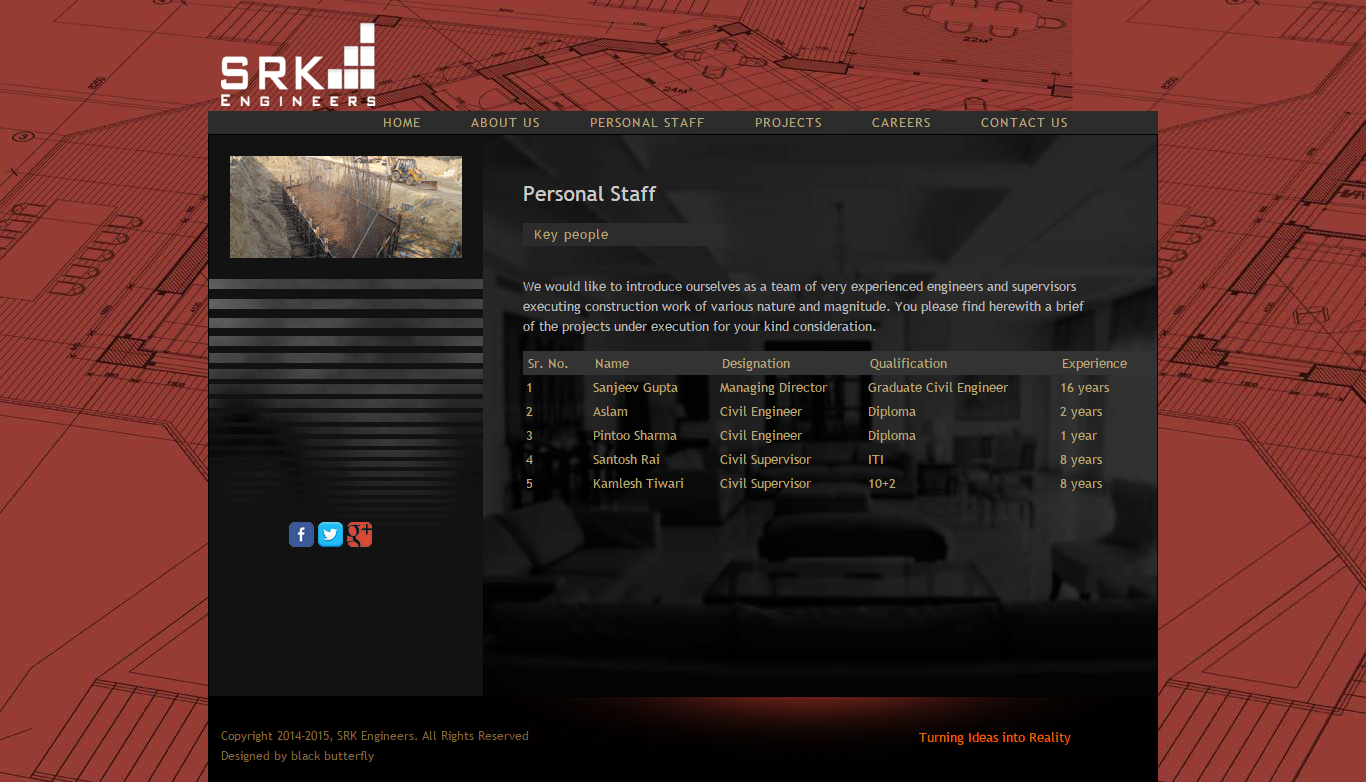 SRK
ENGINEERS
HOME ABOUT US PERSONAL STAFF PROJECTS CAREERS CONTACT US
Personal Staff
Key people
We would like to introduce ourselves as a team of very experienced engineers and supervisors
executing construction work of various nature and magnitude. You please find herewith a brief
of the projects under execution for your kind consideration.
Sr. No. Name Designation Qualification Experience
1 Sanjeev Gupta Managing Director Graduate Civil Engineer 16 years
2 Aslam Civil Engineer Diploma 2 years
3 Pintoo Sharma Civil Engineer Diploma 1 year
4 Santosh Rai Civil Supervisor ITI 8 years
5 Kamlesh Tiwari Civil Supervisor 10+2 8 years
Copyright 2014-2015, SRK Engineers. All Rights Reserved
Designed by black butterfly
Turning Ideas into Reality